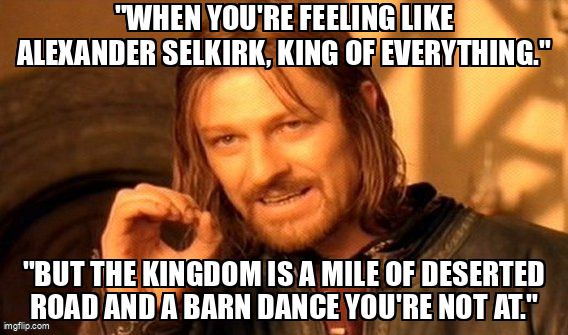 "WHEN YOU'RE FEELING LIKE
ALEXANDER SELKIRK, KING OF EVERYTHING."
"BUT THE KINGDOM IS A MILE OF DESERTED
ROAD AND A BARN DANCE YOU'RE NOT AT."
imgflip.com